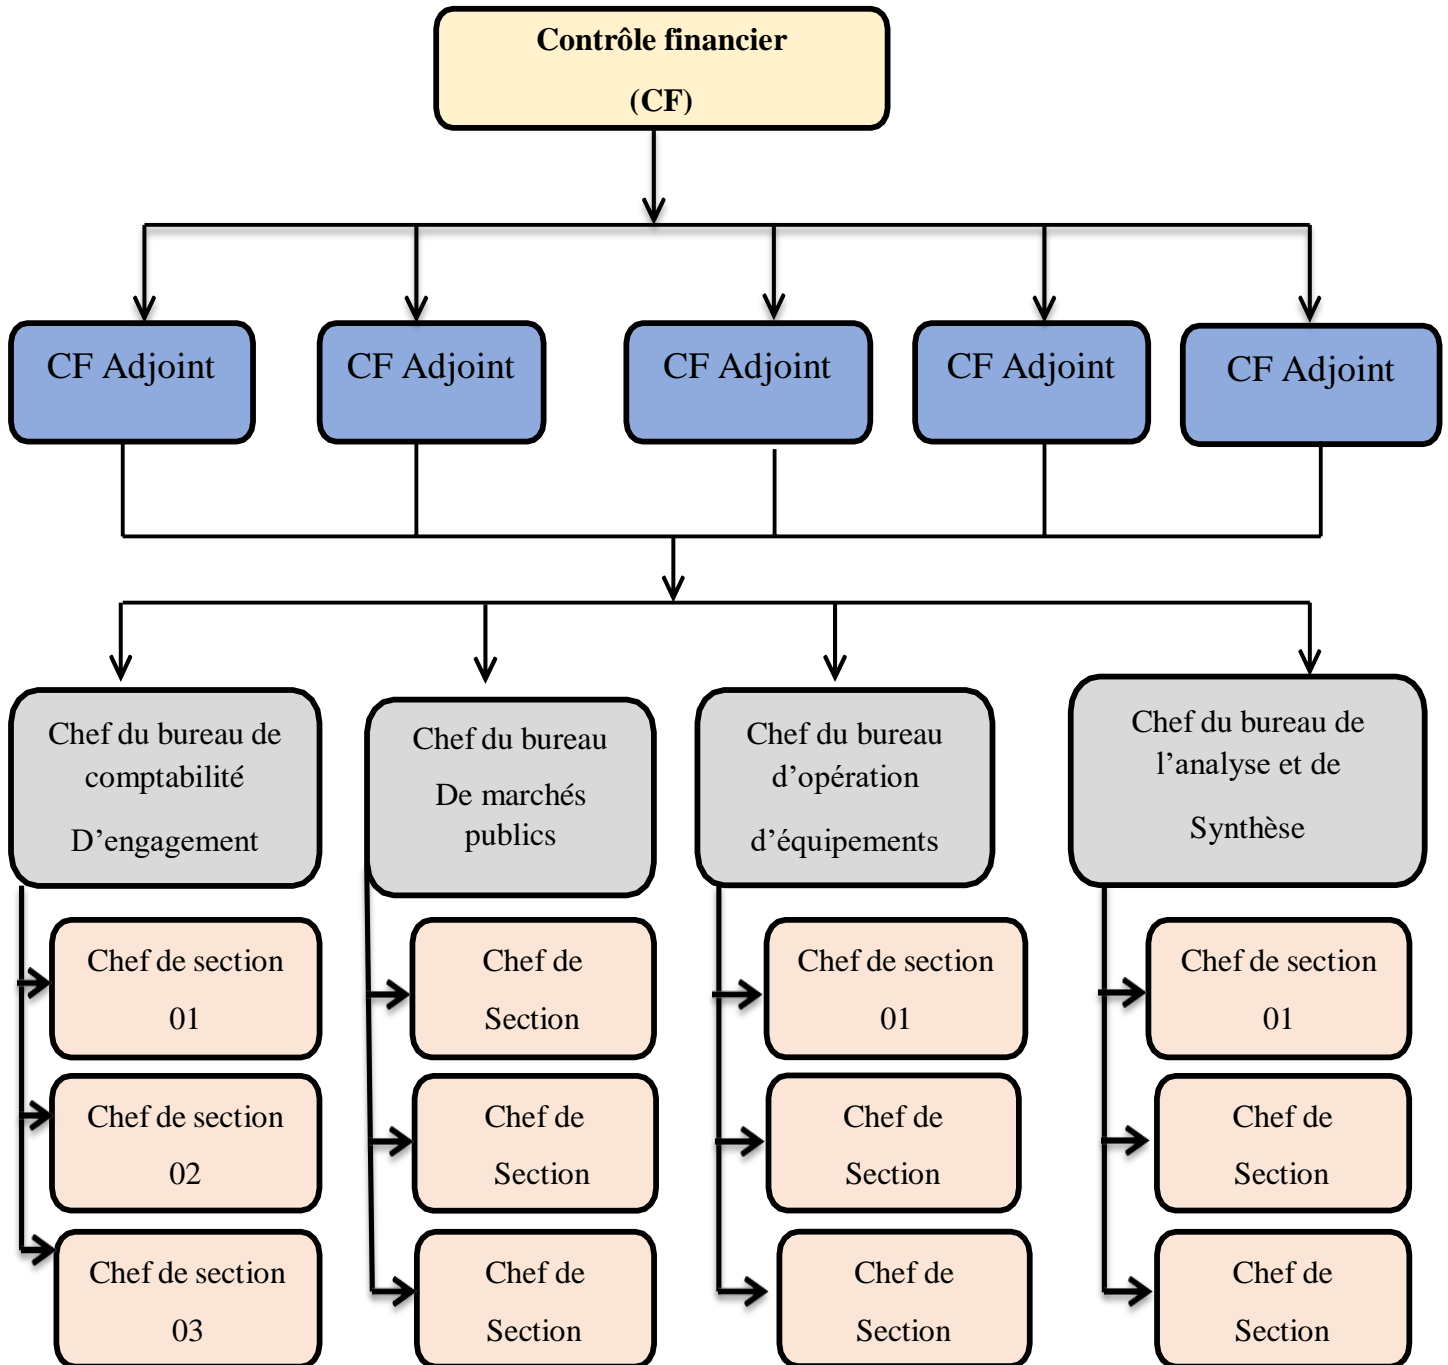 Contrôle financier
(CF)
CF Adjoint
CF Adjoint
CF Adjoint
CF Adjoint
CF Adjoint
Chef du bureau de
comptabilité
D’engagement
Chef du bureau
De marchés
publics
Chef du bureau
d’opération
d’équipements
Chef du bureau de
l’analyse et de
Synthèse
Chef de section
01
Chef de
Section
Chef de section
01
Chef de section
01
Chef de section
02
Chef de
Section
Chef de
Section
Chef de
Section
Chef de section
03
Chef de
Section
Chef de
Section
Chef de
Section